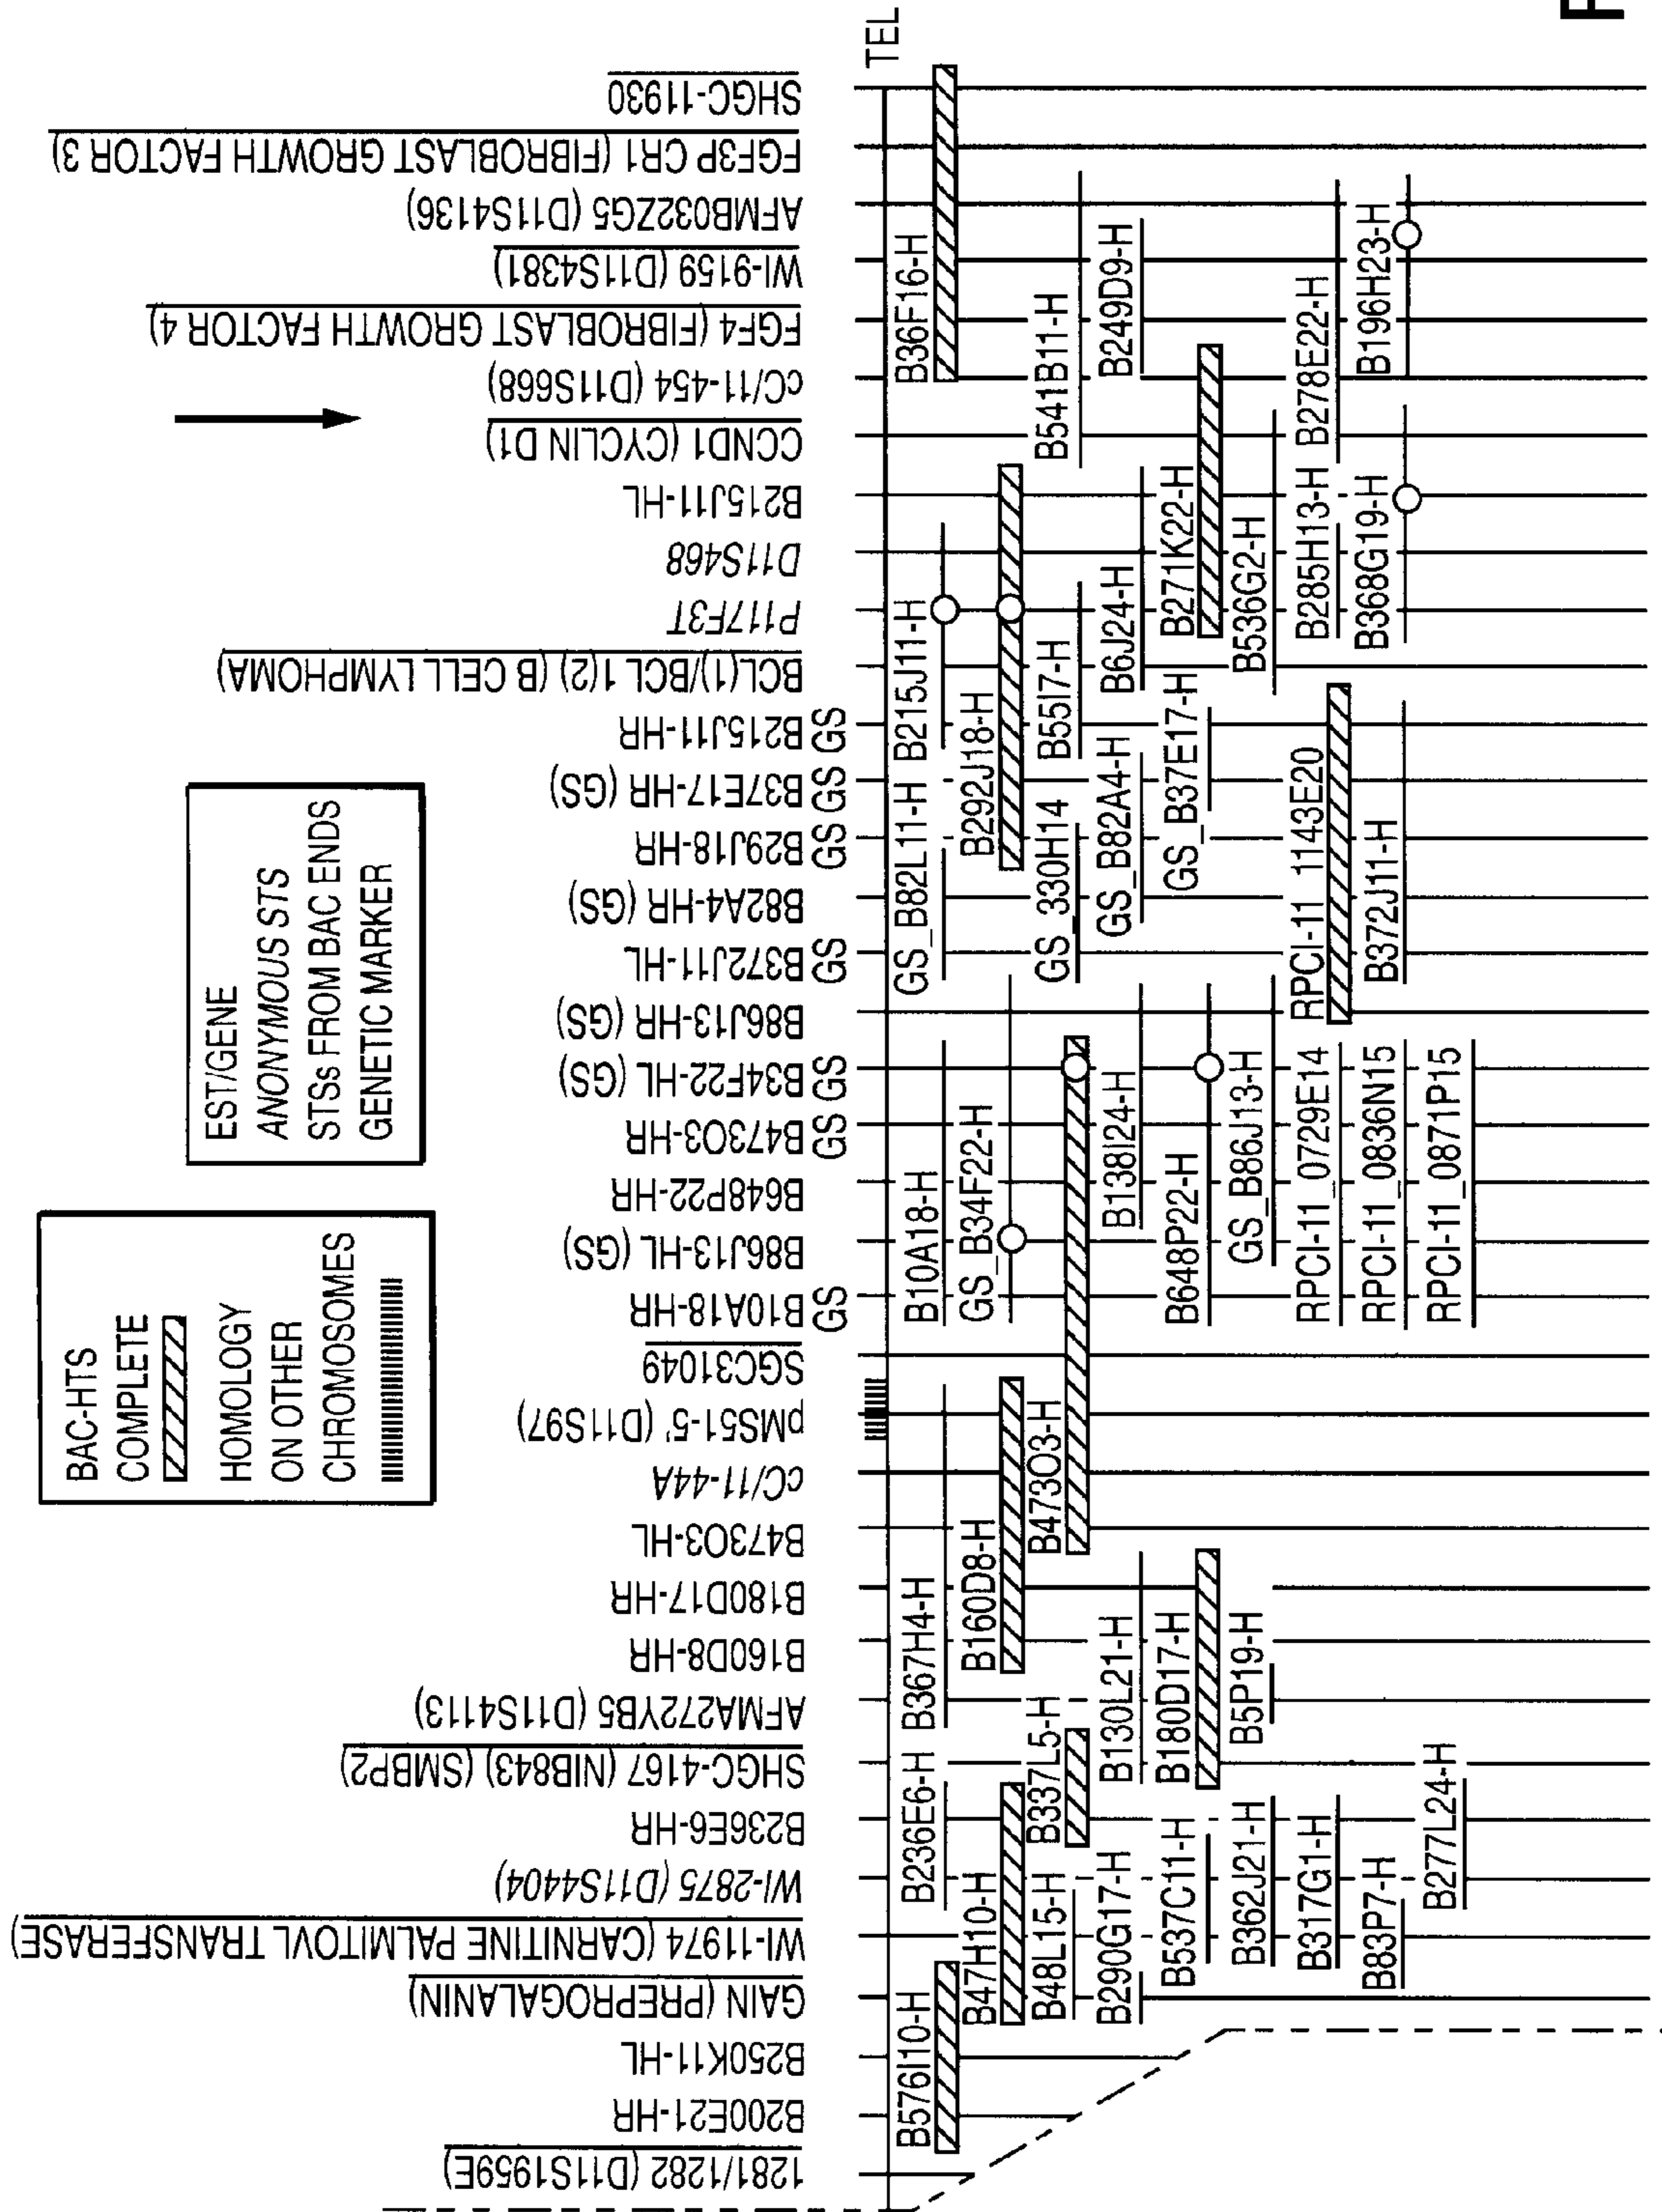 BAC-HTS
COMPLETE
HOMOLOGY
ON OTHER
CHROMOSOMES
EST/GENE
ANONYMOUS STS
STSs FROM BAC ENDS
GENETIC MARKER
1281/1282 (D11S1959E)
B200E21-HR
B250K11-HL
GAIN (PREPROGALANIN)
WI-11974 (CARNITINE PALMITOVL TRANSFERASE)
WI-2875 (D11S4404)
B236E6-HR
SHGC-4167 (NIB843) (SMBP2)
AFMA272YB5 (D11S4113)
B160D8-HR
B180D17-HR
B473O3-HL
cC/11-44A
pMS51-5' (D11S97)
SGC31049
B10A18-HR
GS
B86J13-HL (GS)
B648P22-HR
B473O3-HR
GS
B34F22-HL (GS)
GS
B86J13-HR (GS)
B372J11-HL
GS
B82A4-HR (GS)
B29J18-HR
GS
B37E17-HR (GS)
GS
B215J11-HR
GS
BCL(1)/BCL 1(2) (B CELL LYMPHOMA)
P117F3T
D11S468
B215J11-HL
CCND1 (CYCLIN D1)
cC/11-454 (D11S668)
FGF4 (FIBROBLAST GROWTH FACTOR 4)
WI-9159 (D11S4381)
AFMB032ZG5 (D11S4136)
FGF3P CR1 (FIBROBLAST GROWTH FACTOR 3)
SHGC-11930
TEL
B576I10-H
B236E6-H
B367H4-H
B10A18-H
GS_B82L11-H
B215J11-H
B36F16-H
B47H10-H
B160D8-H
GS_B34F22-H
B292J18-H
B48L15-H
B337L5-H
B473O3-H
GS_330H14
B55I7-H
B541B11-H
B290G17-H
B130L21-H
B138I24-H
GS_B82A4-H
B6J24-H
B249D9-H
B537C11-H
B180D17-H
B648P22-H
GS_B37E17-H
B271K22-H
B362J21-H
B5P19-H
GS_B86J13-H
B536G2-H
B317G1-H
RPCI-11_0729E14
RPCI-11_1143E20
B285H13-H
B278E22-H
B83P7-H
RPCI-11_0836N15
B372J11-H
B368G19-H
B196H23-H
B277L24-H
RPCI-11_0871P15
F